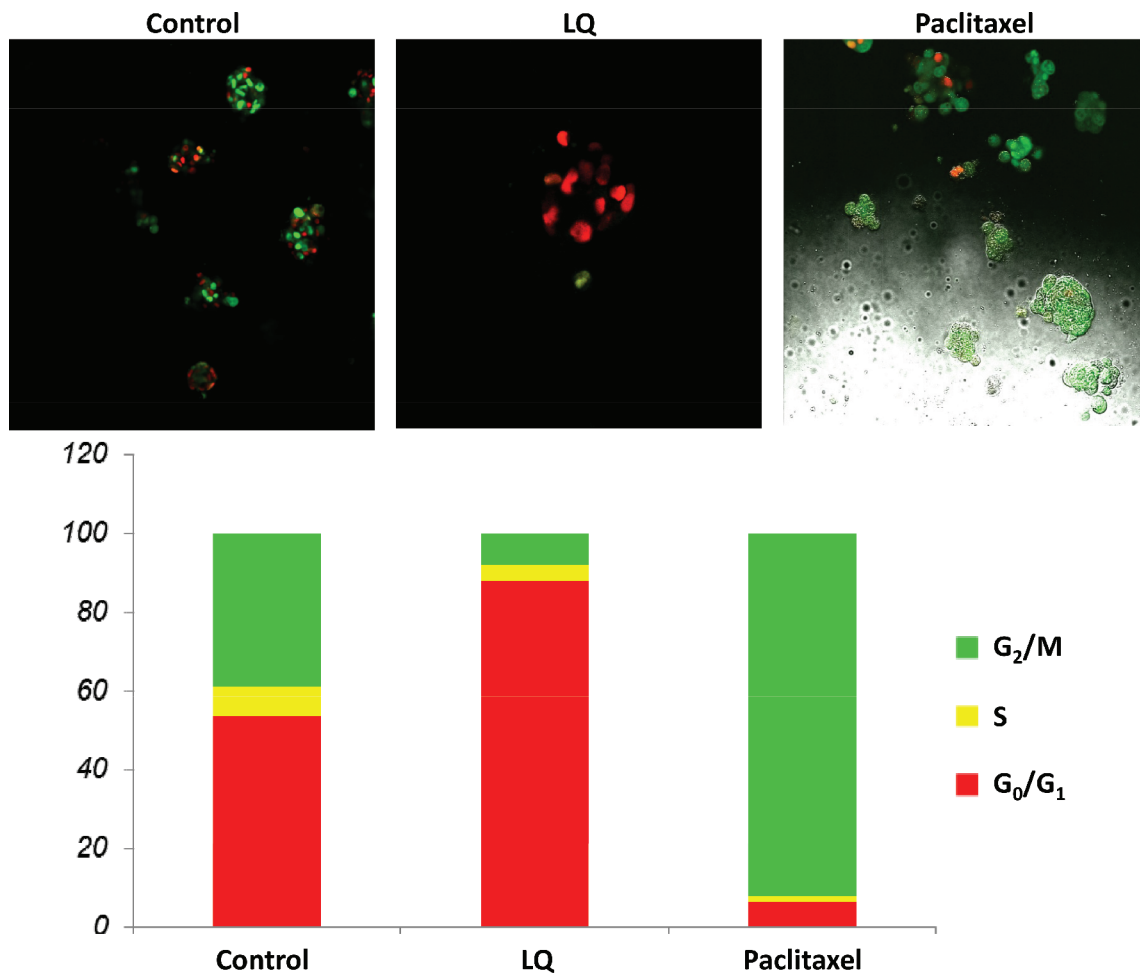 Control LQ Paclitaxel
120
100
80
60
40
20
0
G₂/M
S
G₀/G₁
Control LQ Paclitaxel